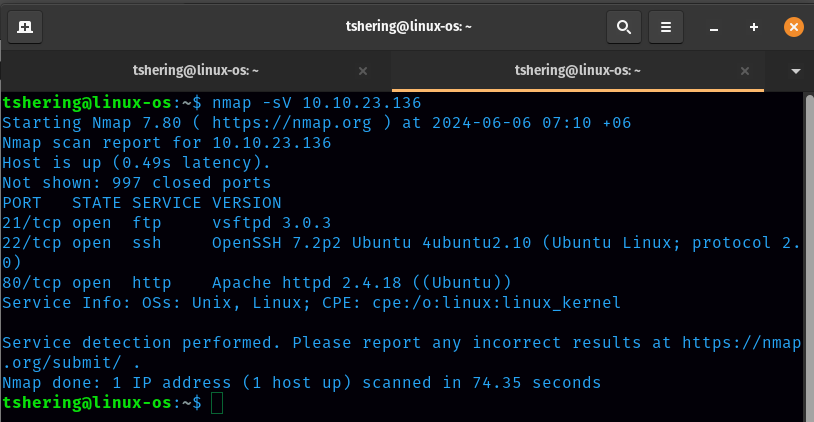 tshering@linux-os: ~
tshering@linux-os: ~
tshering@linux-os: ~
tshering@linux-os:~$ nmap -sV 10.10.23.136
Starting Nmap 7.80 ( https://nmap.org ) at 2024-06-06 07:10 +06
Nmap scan report for 10.10.23.136
Host is up (0.49s latency).
Not shown: 997 closed ports
PORT   STATE SERVICE VERSION
21/tcp open  ftp     vsftpd 3.0.3
22/tcp open  ssh     OpenSSH 7.2p2 Ubuntu 4ubuntu2.10 (Ubuntu Linux; protocol 2.
0)
80/tcp open  http    Apache httpd 2.4.18 ((Ubuntu))
Service Info: OSs: Unix, Linux; CPE: cpe:/o:linux:linux_kernel
Service detection performed. Please report any incorrect results at https://nmap
.org/submit/ .
Nmap done: 1 IP address (1 host up) scanned in 74.35 seconds
tshering@linux-os:~$